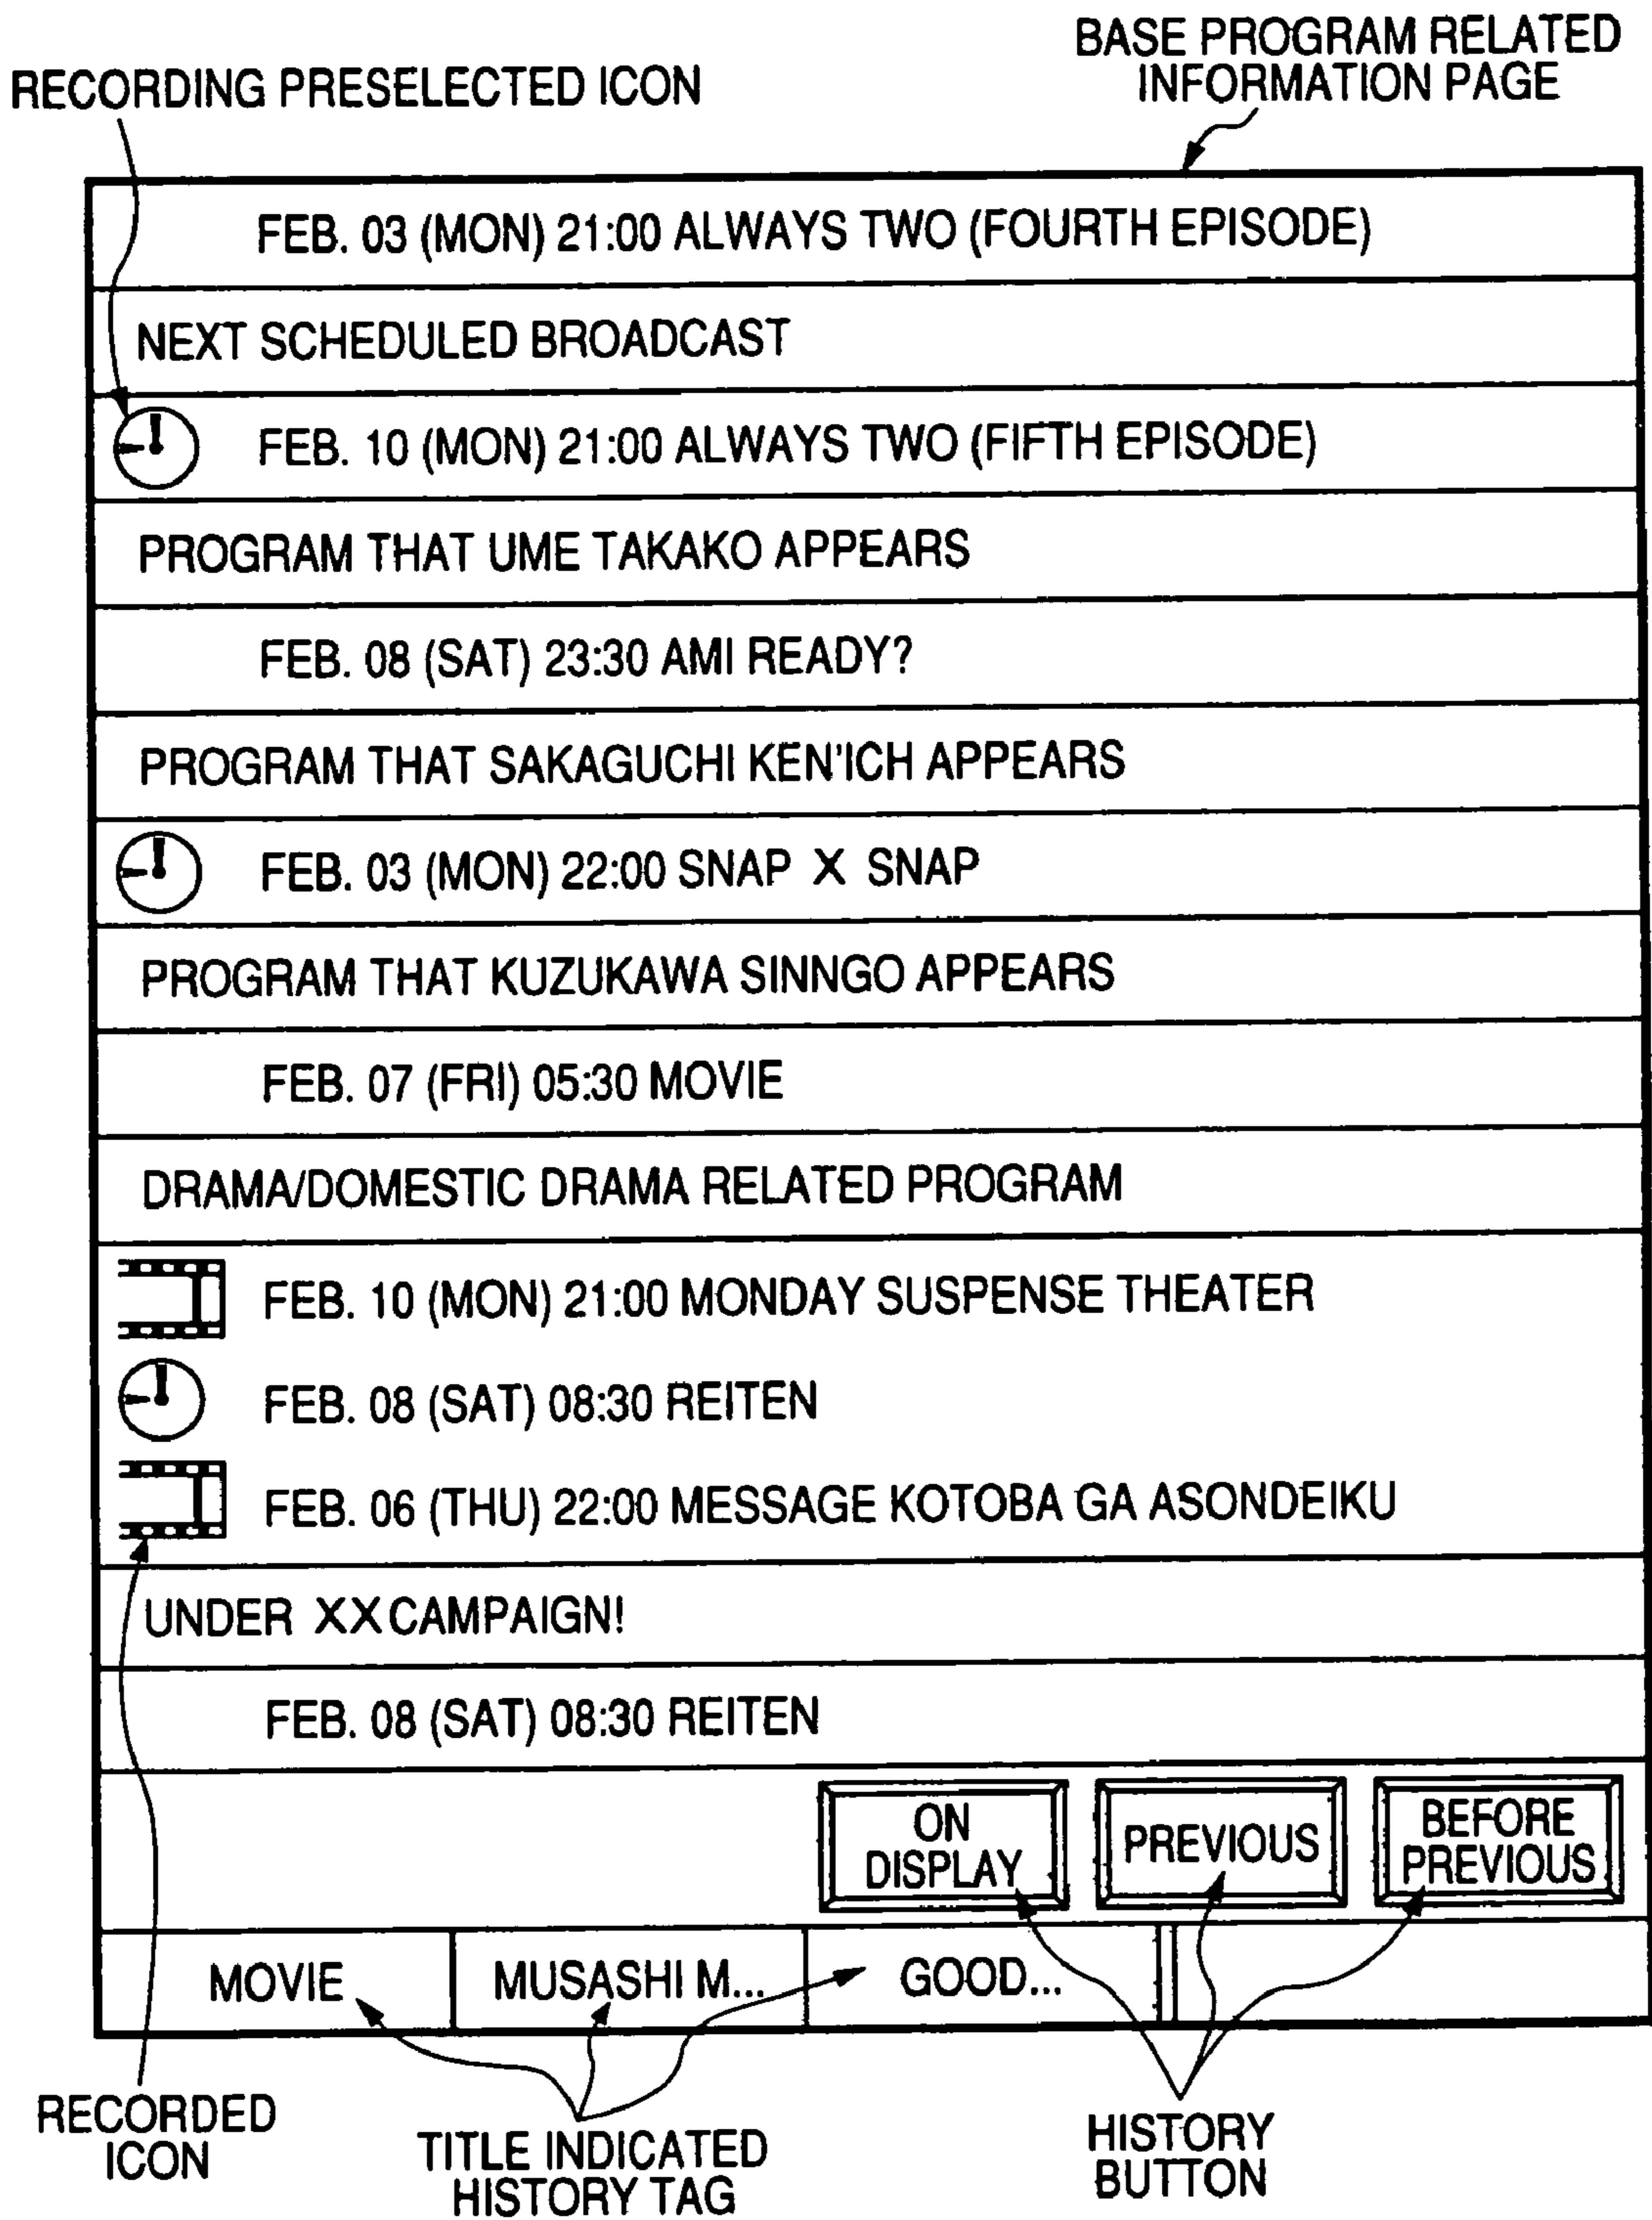 BASE PROGRAM RELATED
INFORMATION PAGE
RECORDING PRESELECTED ICON
FEB. 03 (MON) 21:00 ALWAYS TWO (FOURTH EPISODE)
NEXT SCHEDULED BROADCAST
FEB. 10 (MON) 21:00 ALWAYS TWO (FIFTH EPISODE)
PROGRAM THAT UME TAKAKO APPEARS
FEB. 08 (SAT) 23:30 AMI READY?
PROGRAM THAT SAKAGUCHI KEN'ICH APPEARS
FEB. 03 (MON) 22:00 SNAP X SNAP
PROGRAM THAT KUZUKAWA SINNGO APPEARS
FEB. 07 (FRI) 05:30 MOVIE
DRAMA/DOMESTIC DRAMA RELATED PROGRAM
FEB. 10 (MON) 21:00 MONDAY SUSPENSE THEATER
FEB. 08 (SAT) 08:30 REITEN
FEB. 06 (THU) 22:00 MESSAGE KOTOBA GA ASONDEIKU
UNDER XX CAMPAIGN!
FEB. 08 (SAT) 08:30 REITEN
ON
DISPLAY
PREVIOUS
BEFORE
PREVIOUS
MOVIE
MUSASHI M...
GOOD...
RECORDED
ICON
TITLE INDICATED
HISTORY TAG
HISTORY
BUTTON